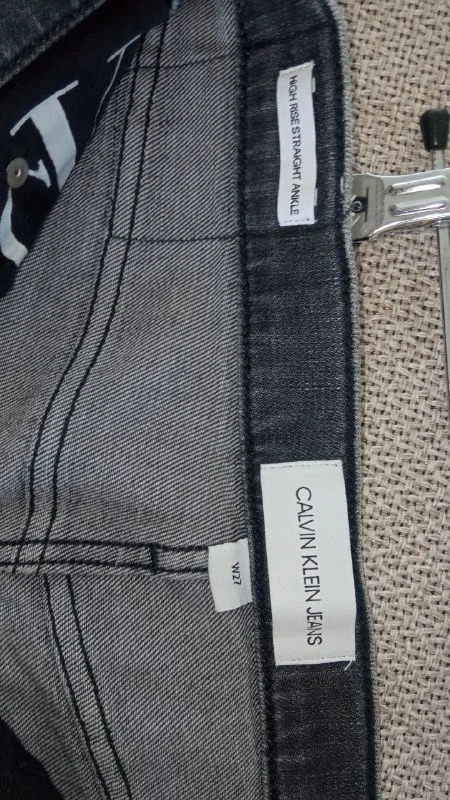 HIGH RISE STRAIGHT ANKLE
CALVIN KLEIN JEANS
W27